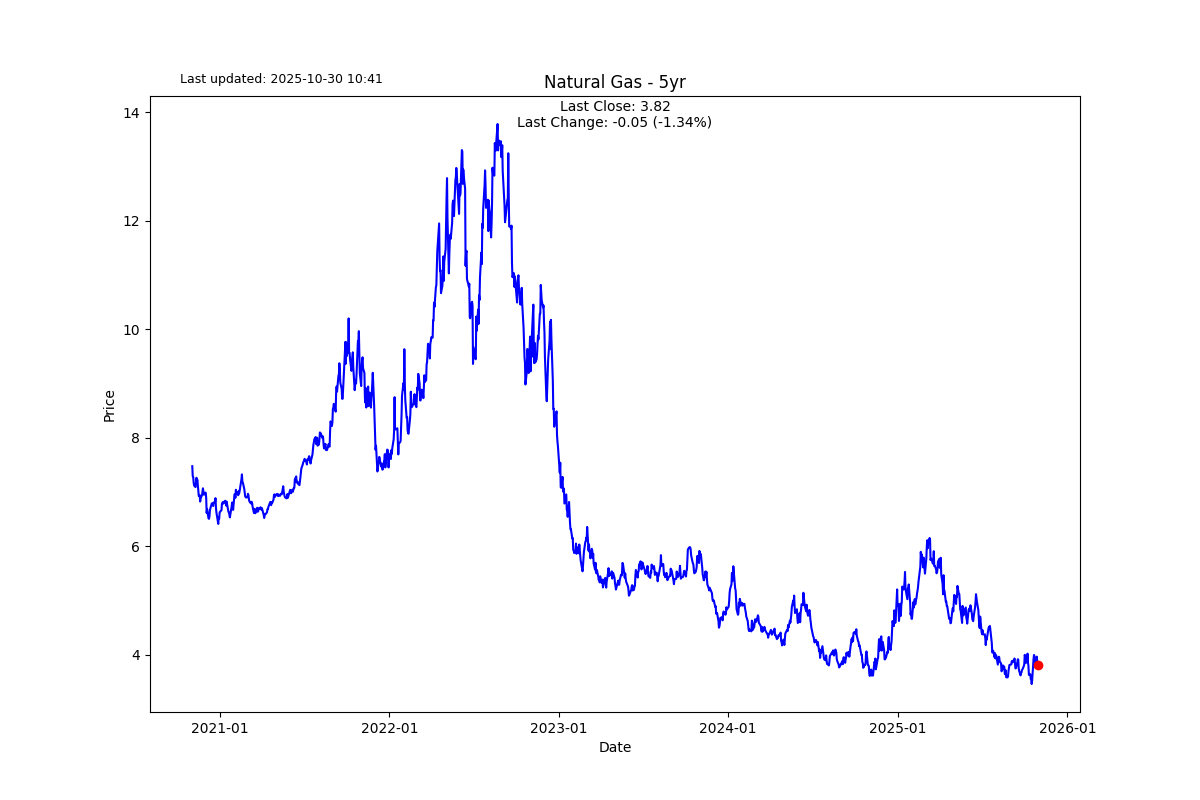 Last updated: 2025-10-30 10:41
Natural Gas - 5yr
Last Close: 3.82
Last Change: -0.05 (-1.34%)
14
12
10
8
6
4
Price
2021-01
2022-01
2023-01
2024-01
2025-01
2026-01
Date